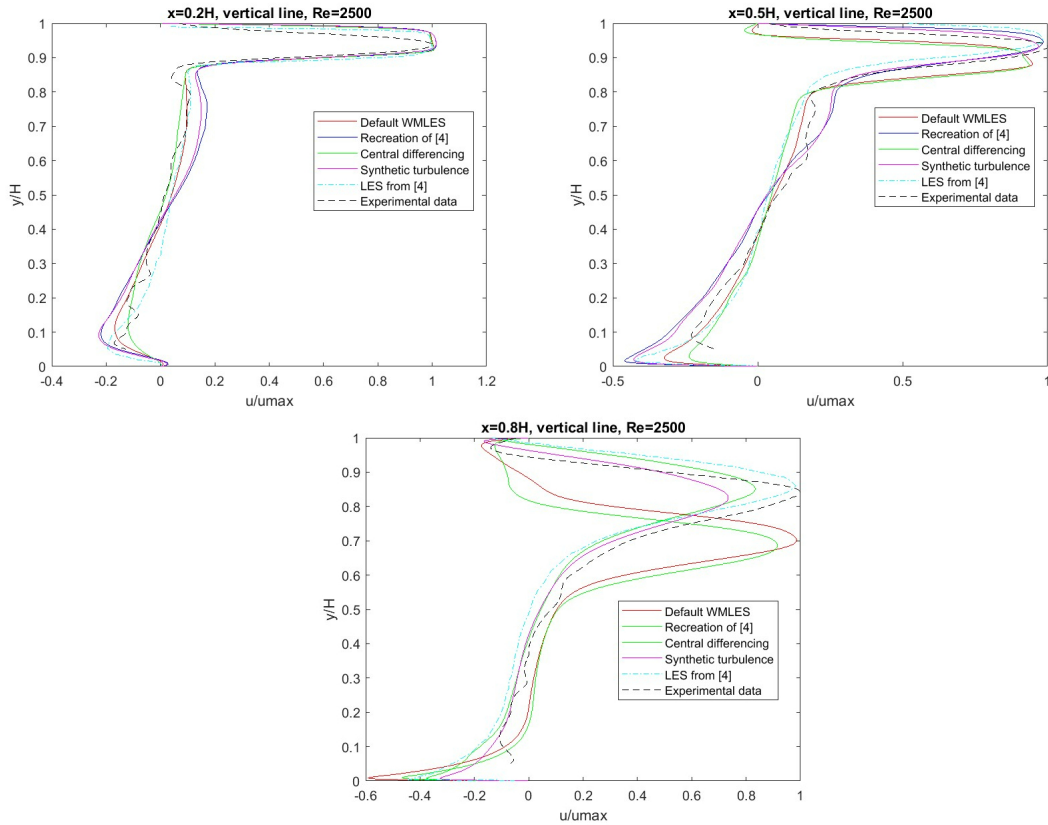 x=0.2H, vertical line, Re=2500
1
0.9
0.8
0.7
0.6
0.5
0.4
0.3
0.2
0.1
0
y/H
Default WMLES
Recreation of [4]
Central differencing
Synthetic turbulence
LES from [4]
Experimental data
-0.4 -0.2 0 0.2 0.4 0.6 0.8 1 1.2
u/umax
x=0.5H, vertical line, Re=2500
1
0.9
0.8
0.7
0.6
0.5
0.4
0.3
0.2
0.1
0
y/H
Default WMLES
Recreation of [4]
Central differencing
Synthetic turbulence
LES from [4]
Experimental data
-0.5 0 0.5 1
u/umax
x=0.8H, vertical line, Re=2500
1
0.9
0.8
0.7
0.6
0.5
0.4
0.3
0.2
0.1
0
y/H
Default WMLES
Recreation of [4]
Central differencing
Synthetic turbulence
LES from [4]
Experimental data
-0.6 -0.4 -0.2 0 0.2 0.4 0.6 0.8 1
u/umax